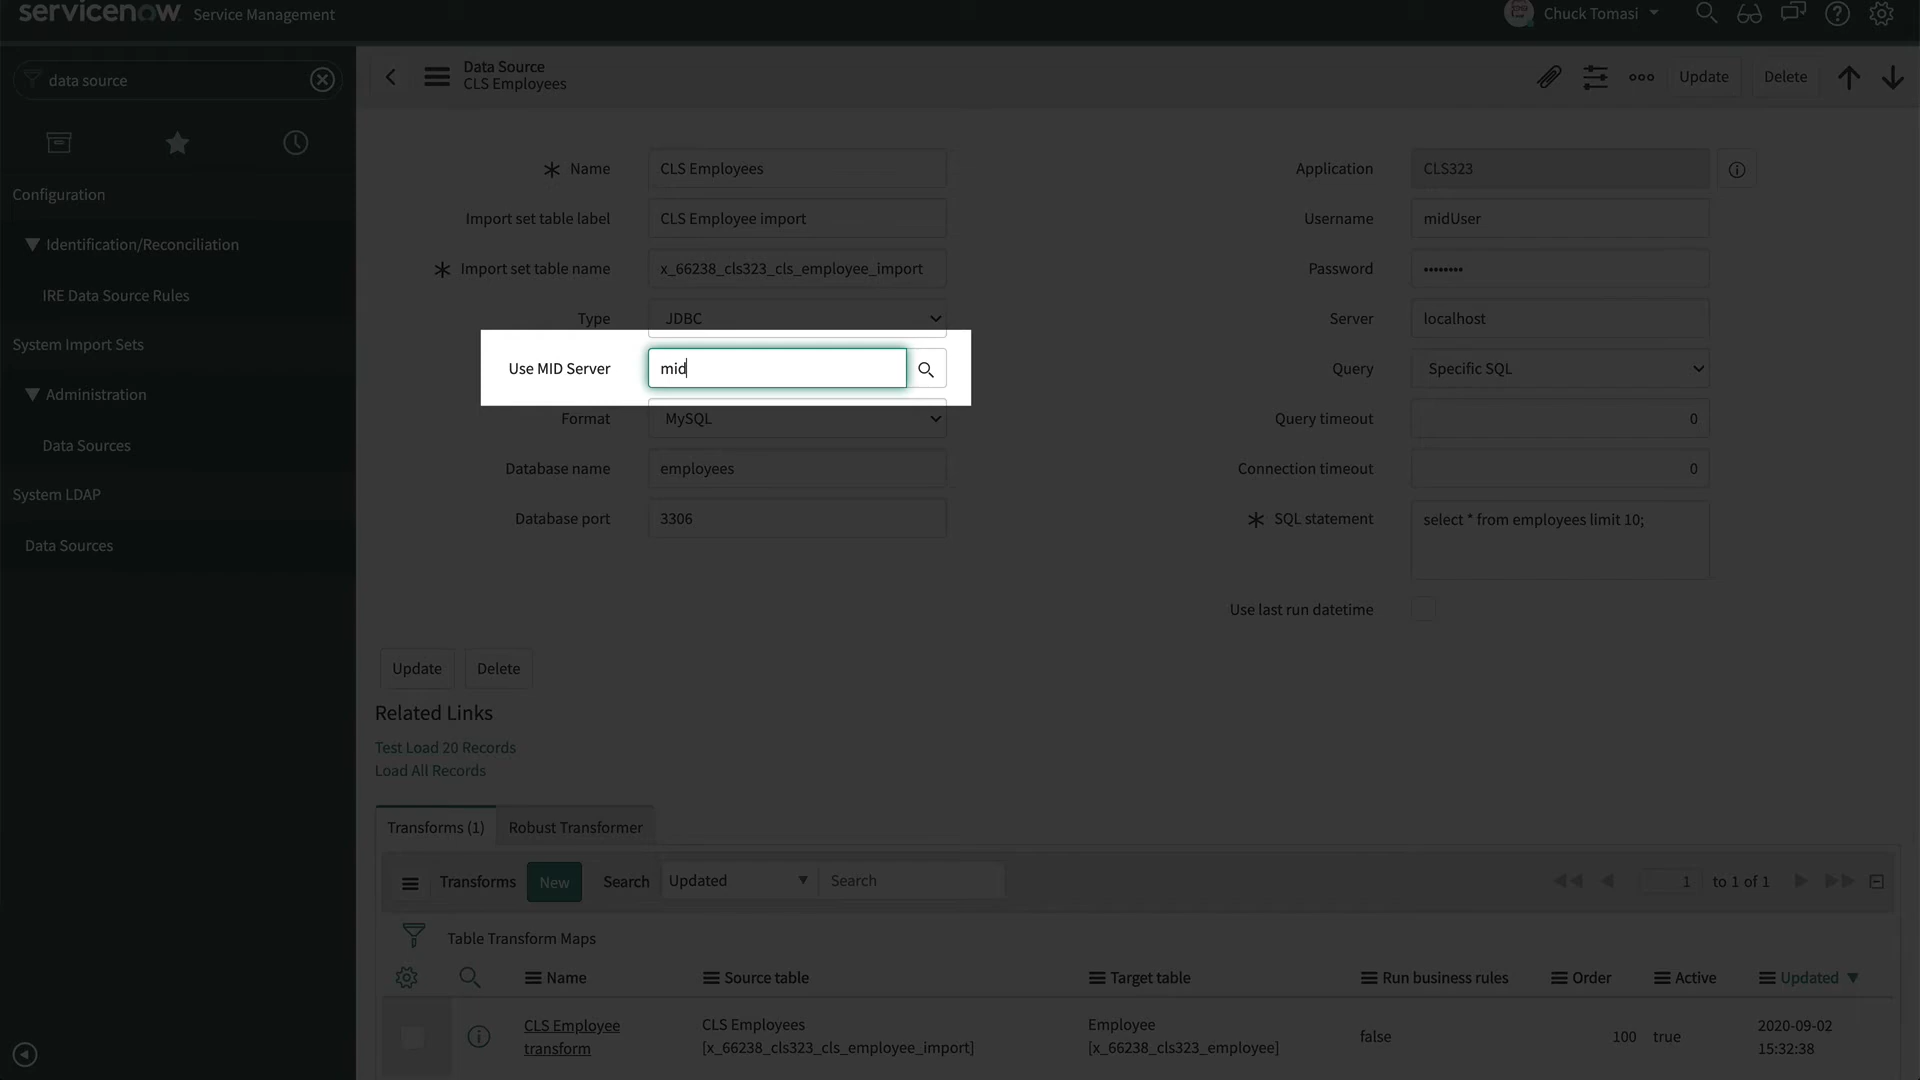 servicenow Service Management
Chuck Tomasi
data source
Configuration
Identification/Reconciliation
IRE Data Source Rules
System Import Sets
Administration
Data Sources
System LDAP
Data Sources
Data Source
CLS Employees
Update
Delete
Name CLS Employees
Import set table label CLS Employee import
Import set table name x_66238_cls323_cls_employee_import
Type JDBC
Use MID Server mid
Format MySQL
Database name employees
Database port 3306
Application CLS323
Username midUser
Password ••••••••
Server localhost
Query Specific SQL
Query timeout 0
Connection timeout 0
SQL statement select * from employees limit 10;
Use last run datetime
Update Delete
Related Links
Test Load 20 Records
Load All Records
Transforms (1) Robust Transformer
Transforms New Search Updated Search 1 to 1 of 1
Table Transform Maps
Name Source table Target table Run business rules Order Active Updated
CLS Employee CLS Employees Employee false 100 true 2020-09-02
transform [x_66238_cls323_cls_employee_import] [x_66238_cls323_employee] 15:32:38